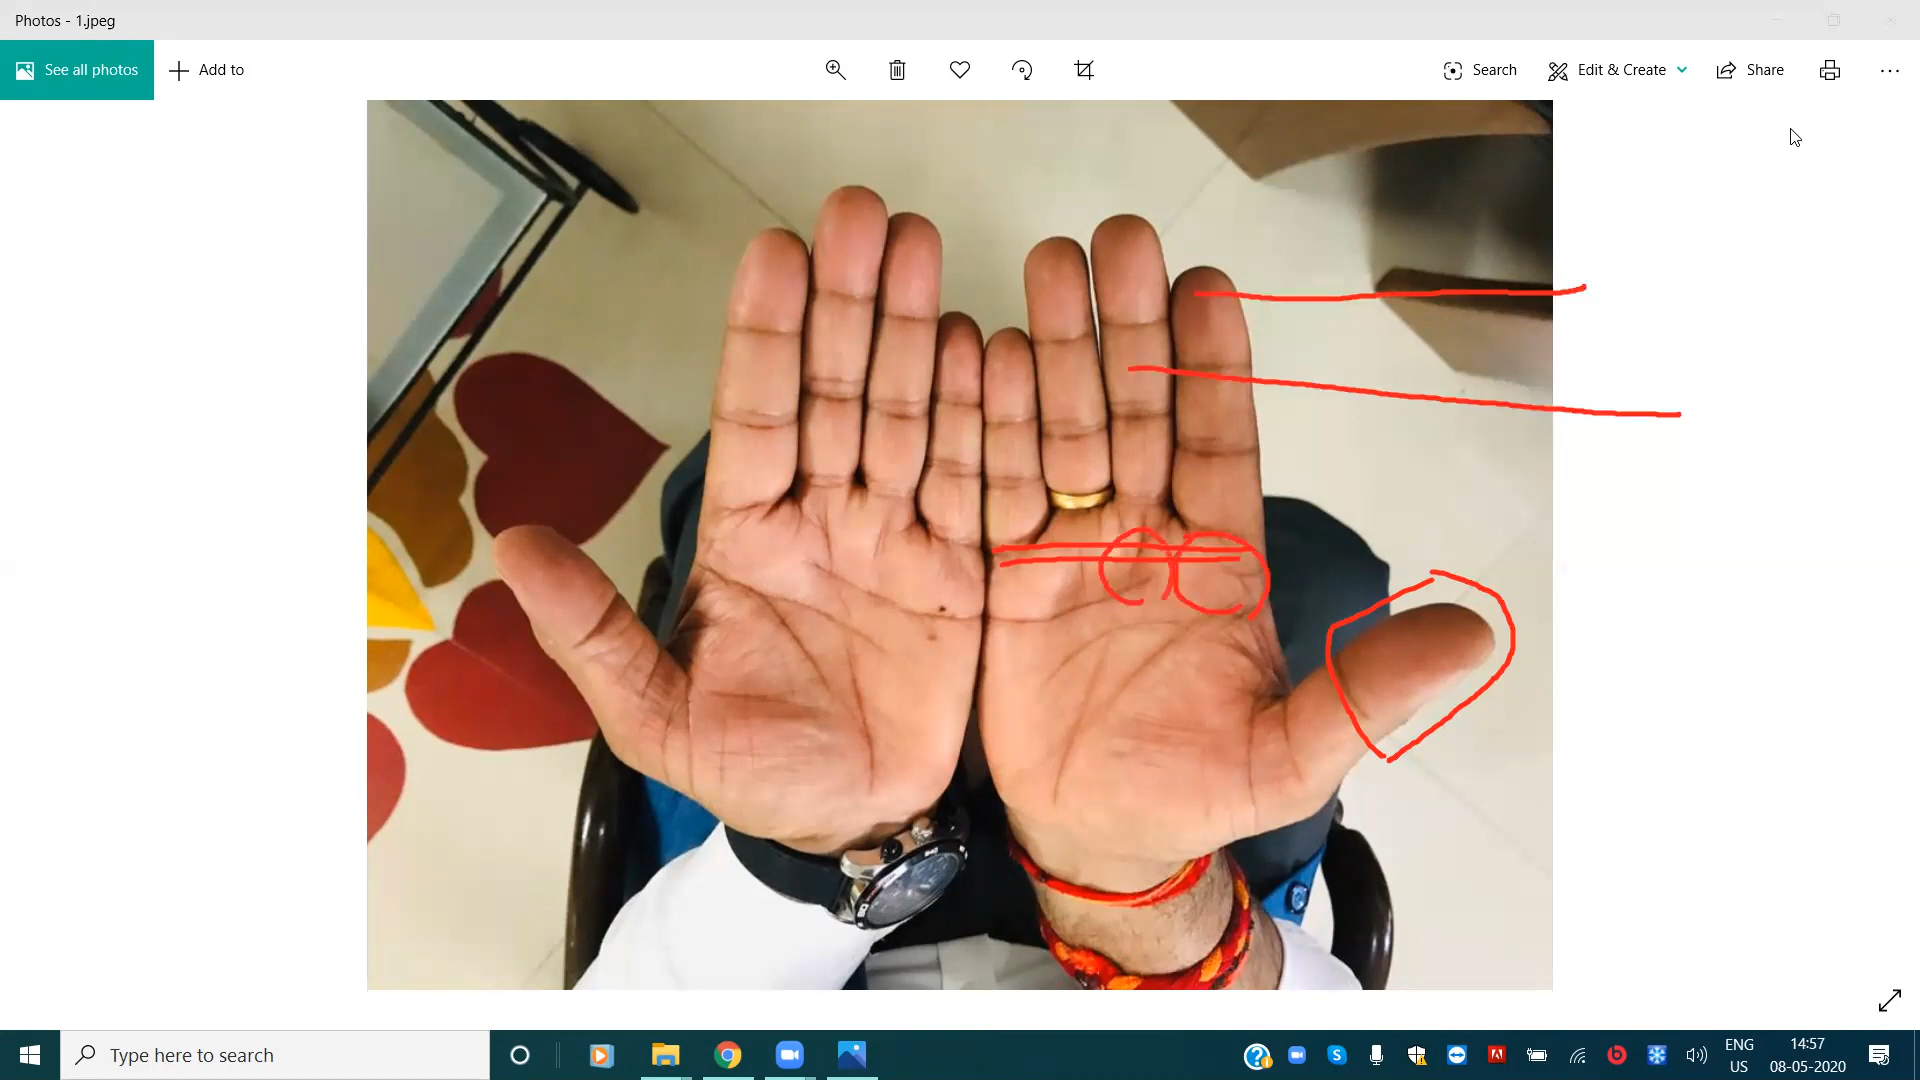 Photos - 1.jpeg
See all photos
Add to
Search
Edit & Create
Share
Type here to search
ENG
US
14:57
08-05-2020